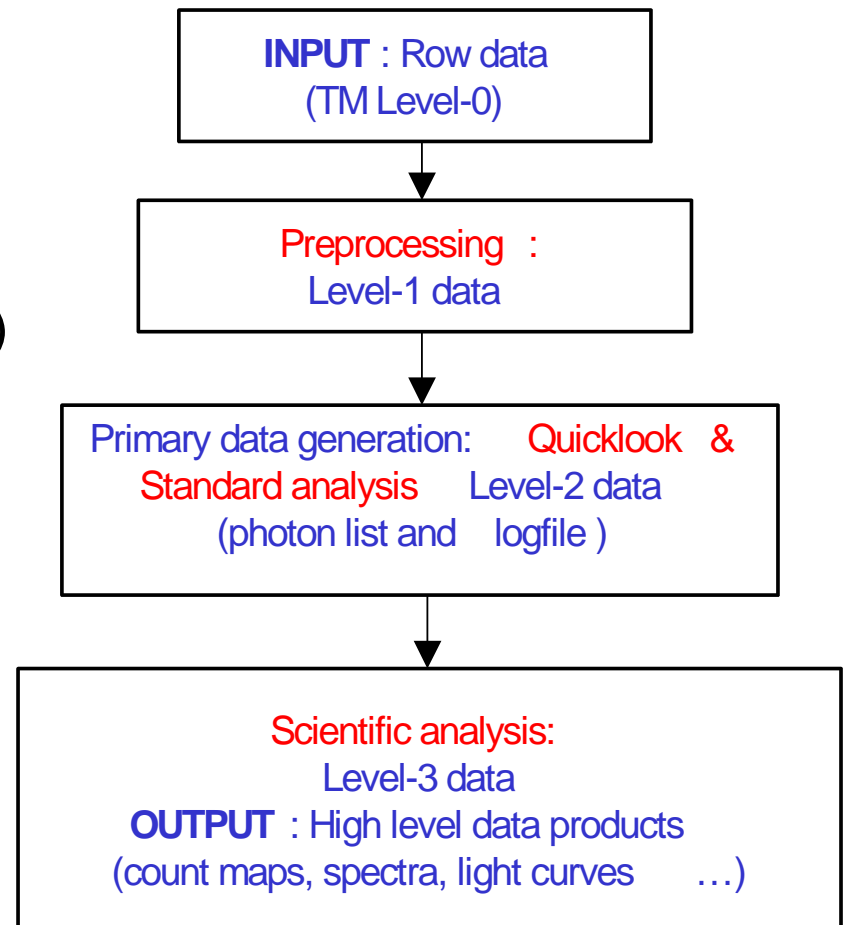 INPUT : Row data
(TM Level-0)
Preprocessing :
Level-1 data
Primary data generation: Quicklook &
Standard analysis Level-2 data
(photon list and logfile )
Scientific analysis:
Level-3 data
OUTPUT : High level data products
(count maps, spectra, light curves ...)